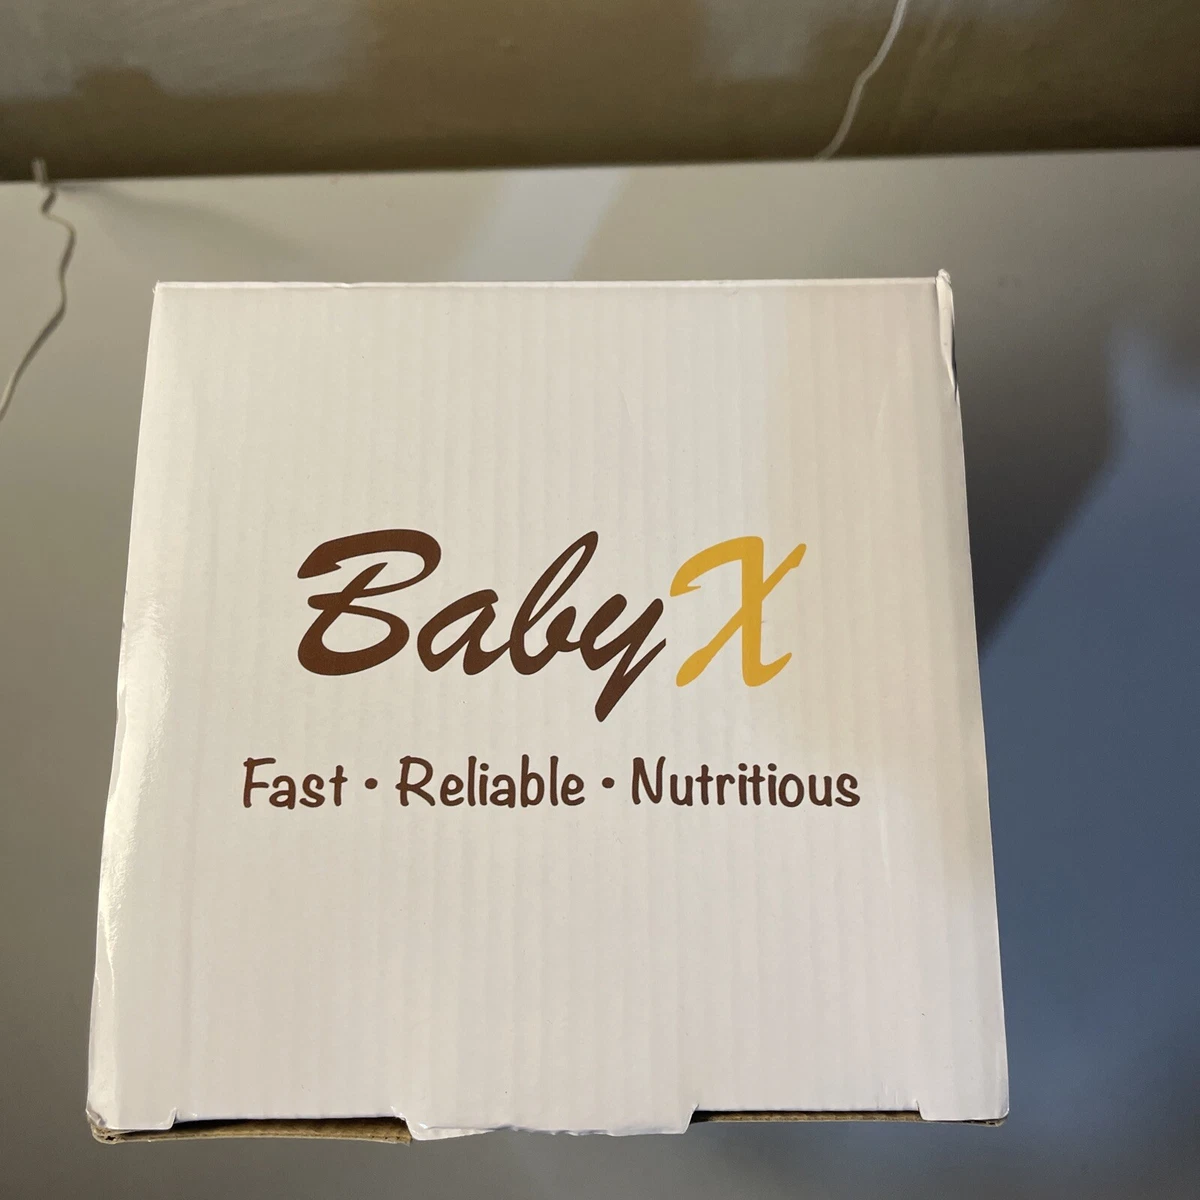 BabyX
Fast • Reliable • Nutritious